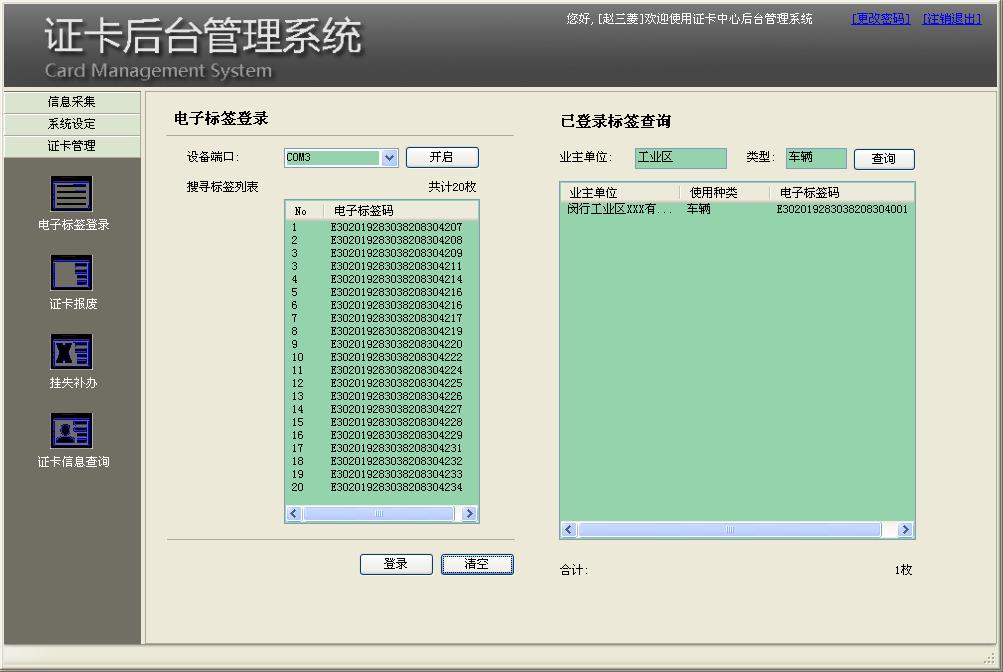 证卡后台管理系统
Card Management System
您好, [赵三菱]欢迎使用证卡中心后台管理系统 [更改密码] [注销退出]
信息采集
系统设定
证卡管理
电子标签登录
证卡报废
挂失补办
证卡信息查询
电子标签登录
设备端口: COM3 开启
搜寻标签列表 共计20枚
No 电子标签码
1 E302019283038208304207
2 E302019283038208304208
3 E302019283038208304209
3 E302019283038208304211
4 E302019283038208304214
5 E302019283038208304216
6 E302019283038208304216
7 E302019283038208304217
8 E302019283038208304219
9 E302019283038208304220
10 E302019283038208304222
11 E302019283038208304224
12 E302019283038208304225
13 E302019283038208304226
14 E302019283038208304227
15 E302019283038208304228
16 E302019283038208304229
17 E302019283038208304231
18 E302019283038208304232
19 E302019283038208304233
20 E302019283038208304234
登录 清空
已登录标签查询
业主单位: 工业区 类型: 车辆 查询
业主单位 使用种类 电子标签码
闵行工业区XXX有... 车辆 E302019283038208304001
合计: 1枚